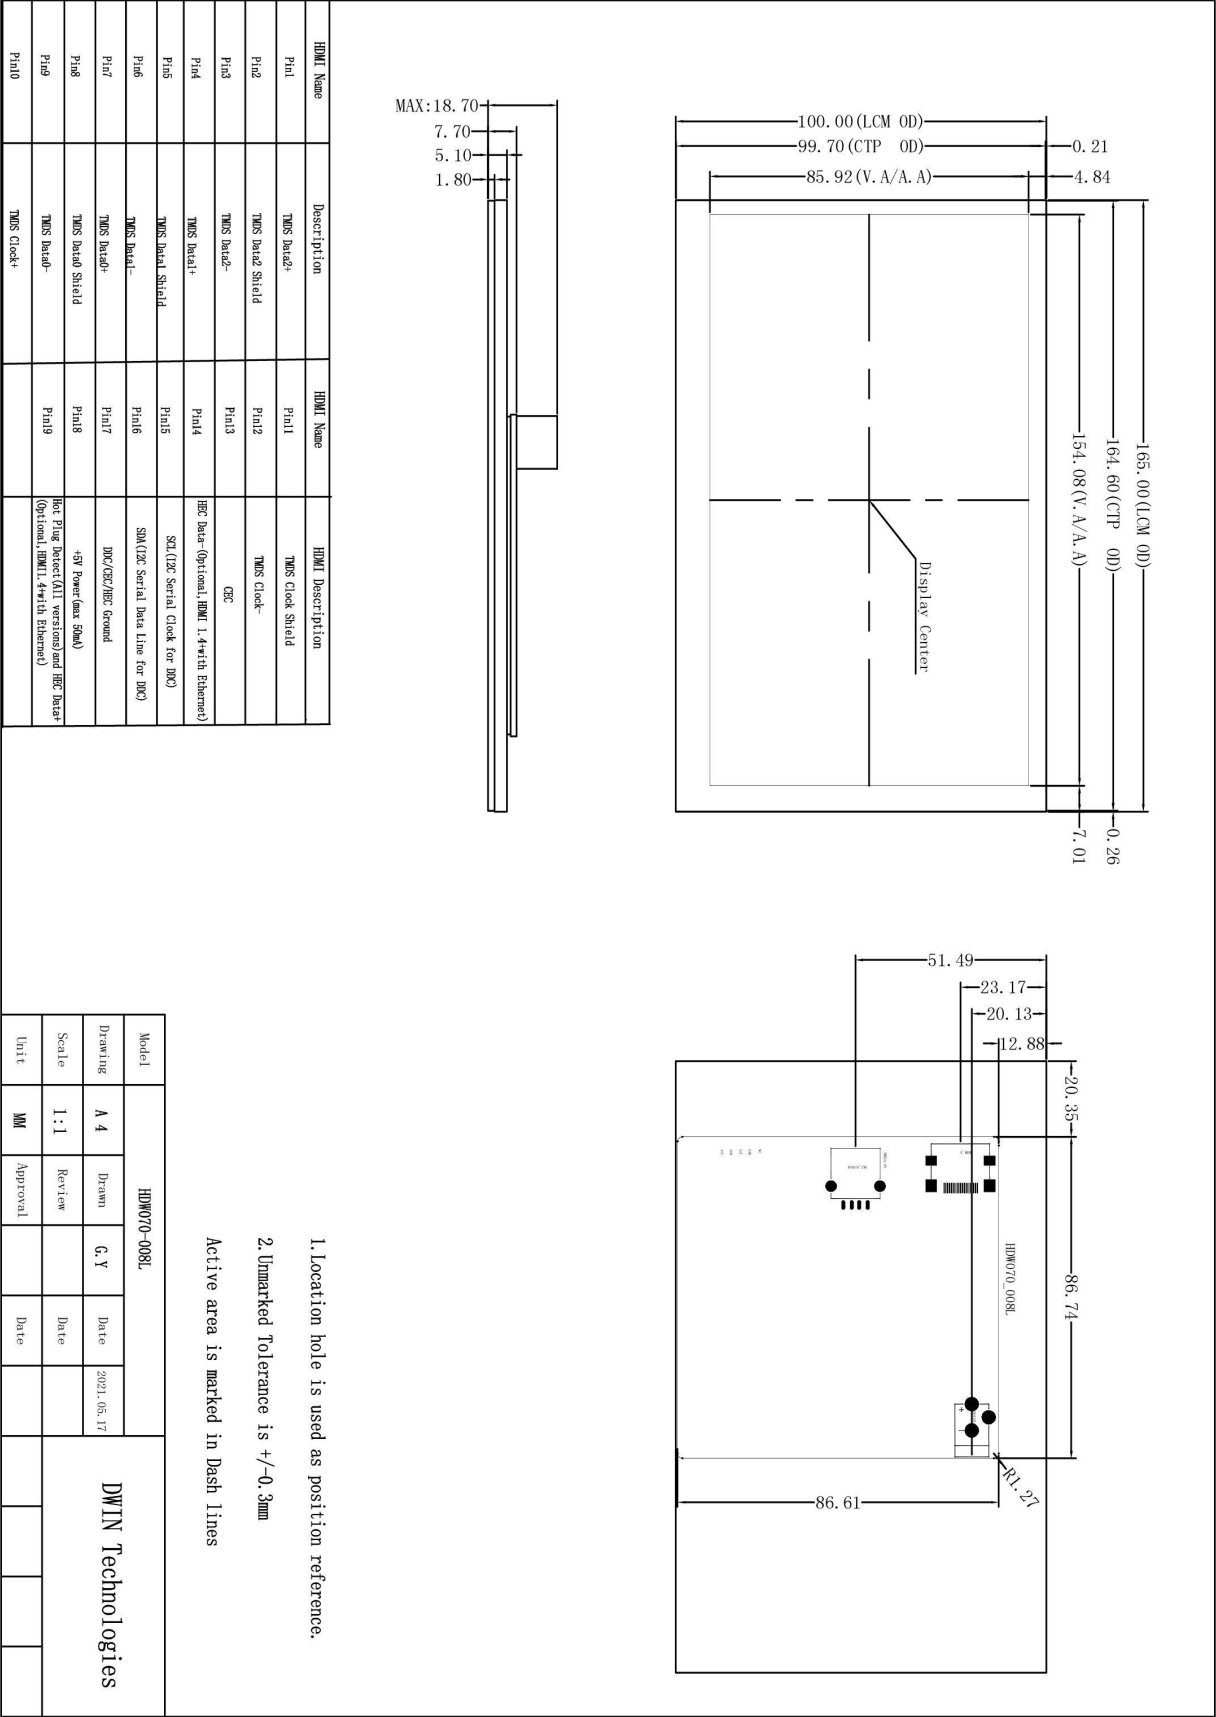 165.00(LCM OD)
164.60(CTP OD)
0.26
154.08(V.A/A.A)
7.01
100.00(LCM OD)
99.70(CTP OD)
0.21
85.92(V.A/A.A)
4.84
Display Center
MAX:18.70
7.70
5.10
1.80
20.35
86.74
51.49
23.17
20.13
12.88
HDW070_008L
R1.27
86.61
+
-
HDMI Name Description HDMI Name HDMI Description
Pin1 TMDS Data2+ Pin11 TMDS Clock Shield
Pin2 TMDS Data2 Shield Pin12 TMDS Clock-
Pin3 TMDS Data2- Pin13 CEC
Pin4 TMDS Data1+ Pin14 HEC Data-(Optional,HDMI 1.4+with Ethernet)
Pin5 TMDS Data1 Shield Pin15 SCL(I2C Serial Clock for DDC)
Pin6 TMDS Data1- Pin16 SDA(I2C Serial Data Line for DDC)
Pin7 TMDS Data0+ Pin17 DDC/CEC/HEC Ground
Pin8 TMDS Data0 Shield Pin18 +5V Power(max 50mA)
Pin9 TMDS Data0- Pin19 Hot Plug Detect(All versions)and HEC Data+
(Optional,HDMI1.4+with Ethernet)
Pin10 TMDS Clock+
1.Location hole is used as position reference.
2.Unmarked Tolerance is +/-0.3mm
Active area is marked in Dash lines
Model HDW070-008L
Drawing A 4 Drawn G.Y Date 2021.05.17
DWIN Technologies
Scale 1:1 Review Date
Unit MM Approval Date